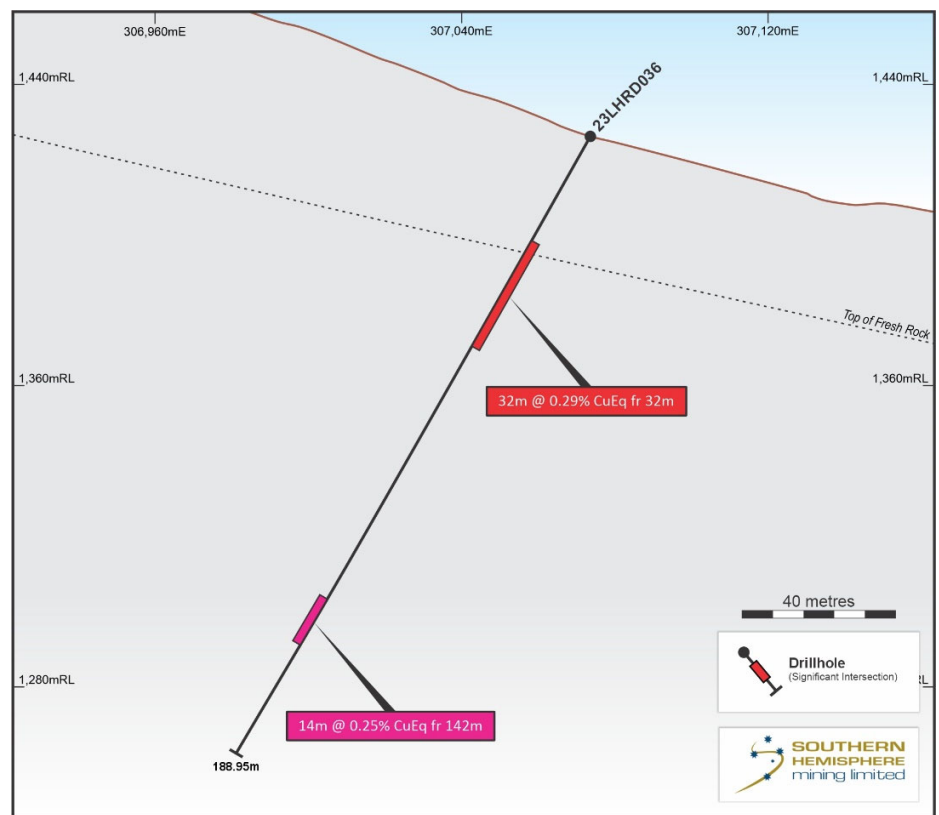 306,960mE
307,040mE
307,120mE
1,440mRL
1,440mRL
23LHRD036
Top of Fresh Rock
1,360mRL
1,360mRL
32m @ 0.29% CuEq fr 32m
40 metres
Drillhole
(Significant Intersection)
1,280mRL
RL
14m @ 0.25% CuEq fr 142m
188.95m
SOUTHERN
HEMISPHERE
mining limited